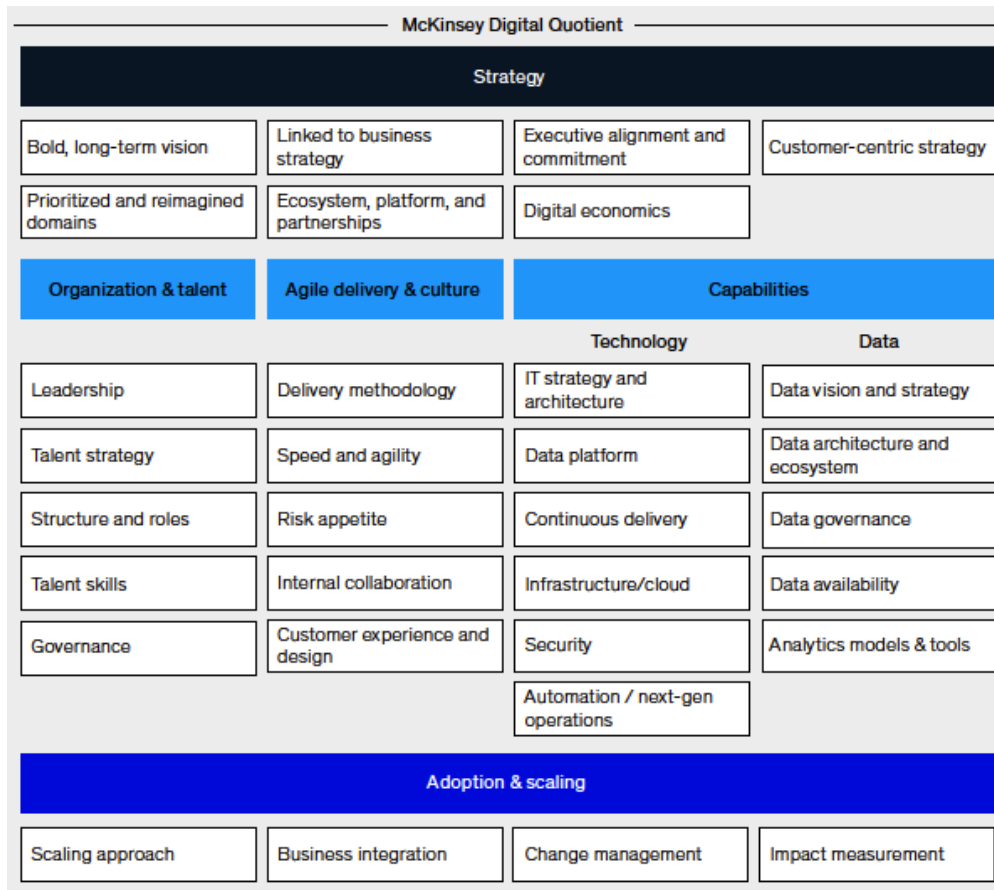 McKinsey Digital Quotient
Strategy
Bold, long-term vision
Linked to business
strategy
Executive alignment and
commitment
Customer-centric strategy
Prioritized and reimagined
domains
Ecosystem, platform, and
partnerships
Digital economics
Organization & talent
Agile delivery & culture
Capabilities
Technology
Data
Leadership
Delivery methodology
IT strategy and
architecture
Data vision and strategy
Talent strategy
Speed and agility
Data platform
Data architecture and
ecosystem
Structure and roles
Risk appetite
Continuous delivery
Data governance
Talent skills
Internal collaboration
Infrastructure/cloud
Data availability
Governance
Customer experience and
design
Security
Analytics models & tools
Automation / next-gen
operations
Adoption & scaling
Scaling approach
Business integration
Change management
Impact measurement